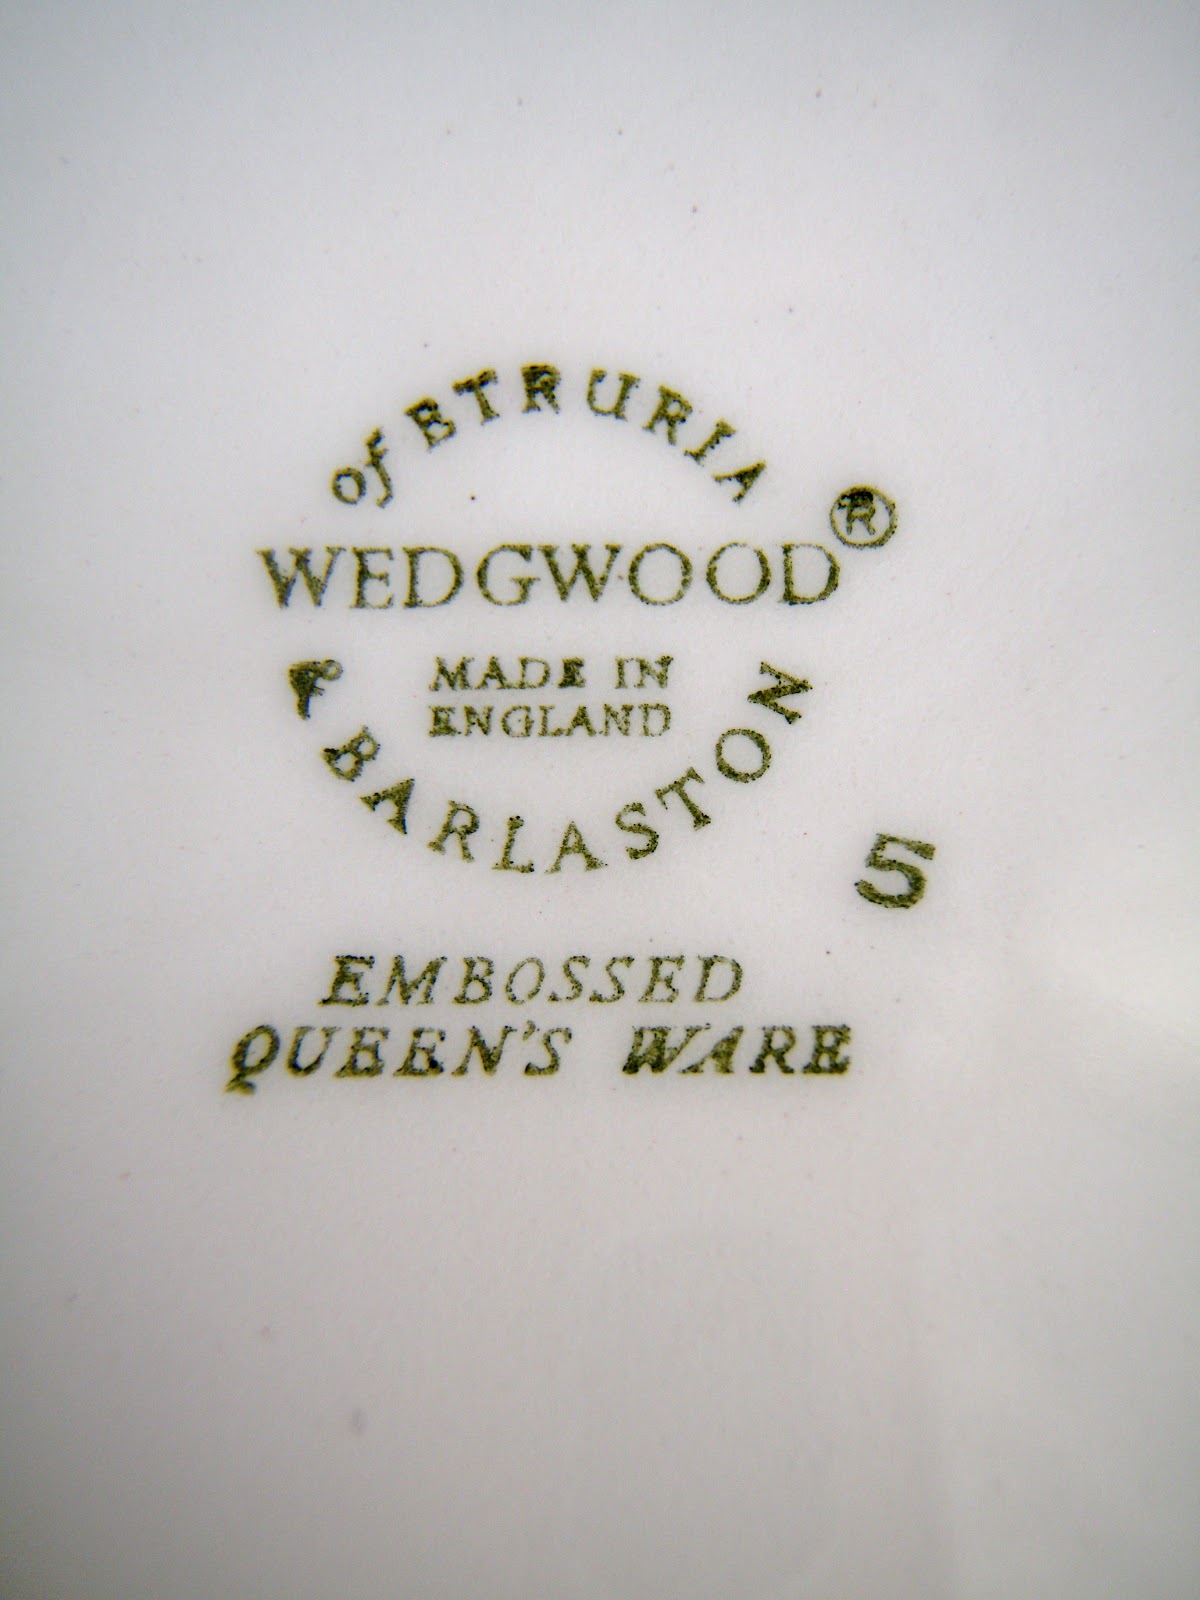 of ETRURIA
WEDGWOOD®
MADE IN
ENGLAND
& BARLASTON
5
EMBOSSED
QUEEN'S WARE